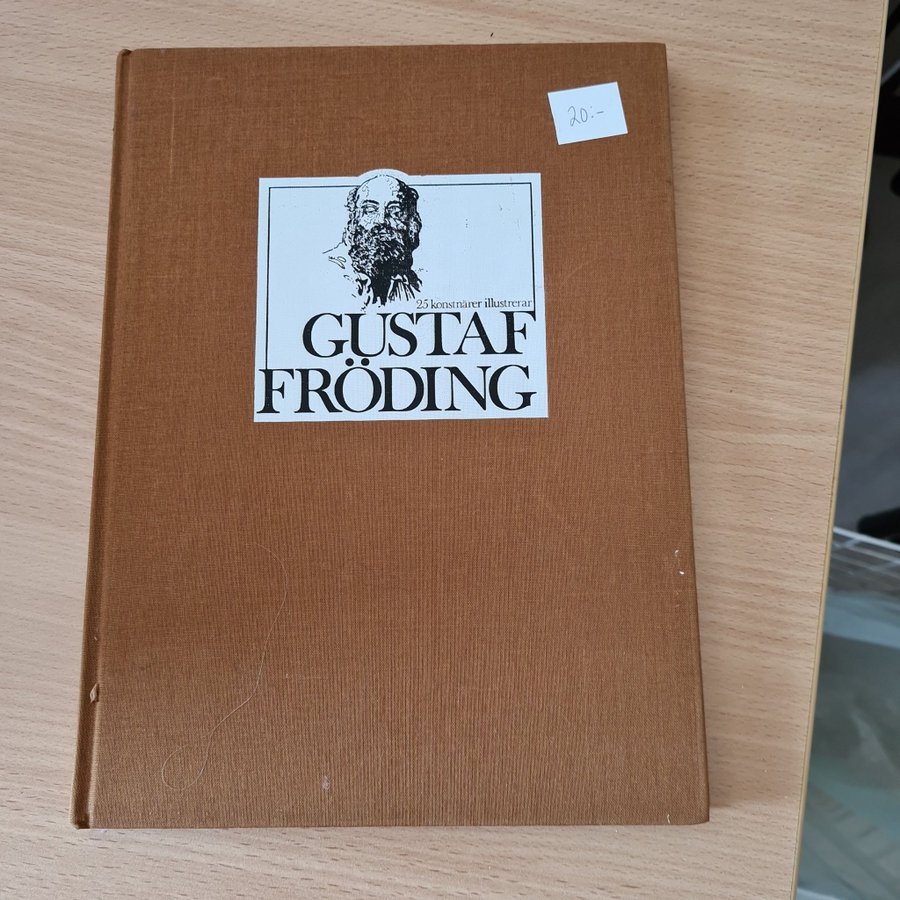 20:-
25 konstnärer illustrerar
GUSTAF
FRÖDING